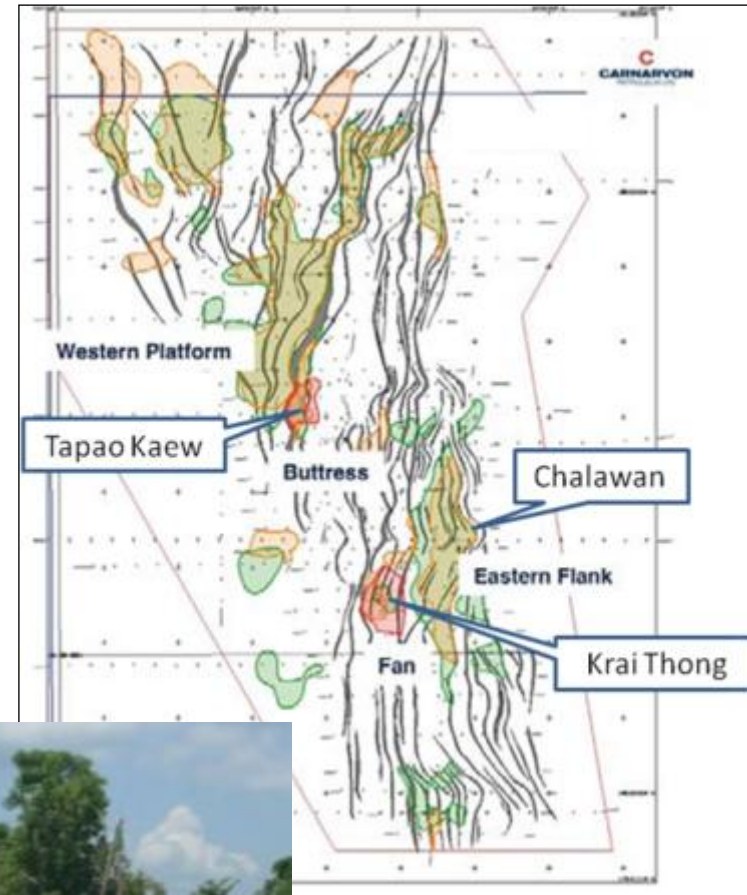 CARNARVON
Western Platform
Tapao Kaew
Buttress
Chalawan
Eastern Flank
Krai Thong
Fan